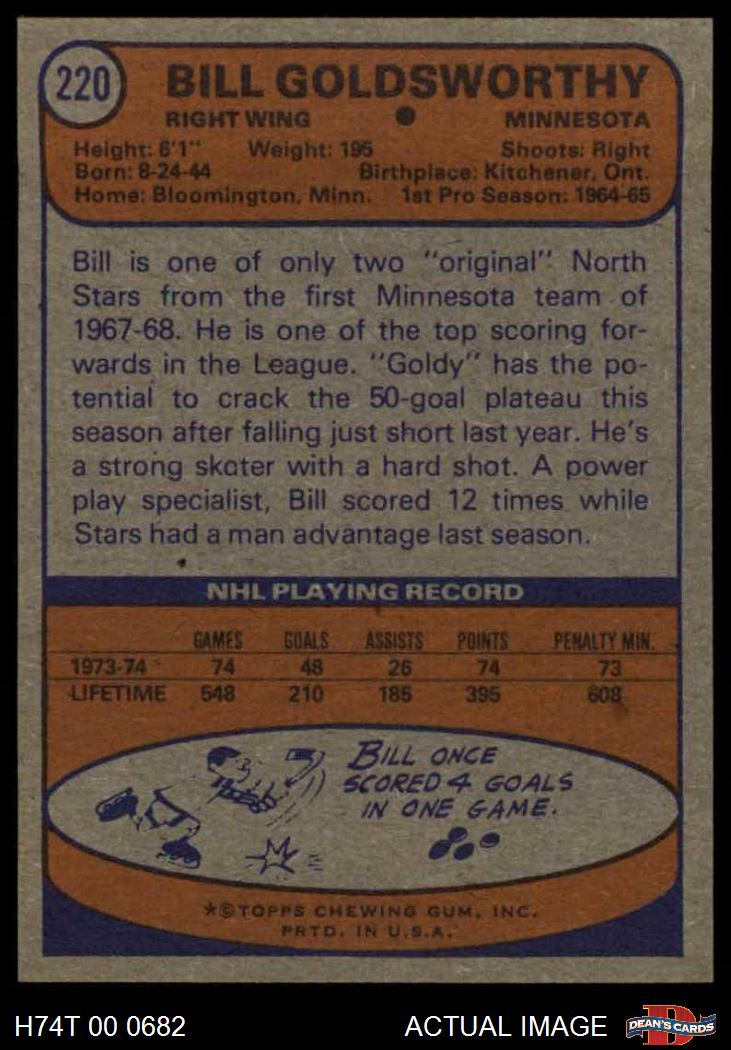 220 BILL GOLDSWORTHY
RIGHT WING ● MINNESOTA
Height: 6'1" Weight: 195 Shoots: Right
Born: 8-24-44 Birthplace: Kitchener, Ont.
Home: Bloomington, Minn. 1st Pro Season: 1964-65
Bill is one of only two "original" North
Stars from the first Minnesota team of
1967-68. He is one of the top scoring for-
wards in the League. "Goldy" has the po-
tential to crack the 50-goal plateau this
season after falling just short last year. He's
a strong skater with a hard shot. A power
play specialist, Bill scored 12 times while
Stars had a man advantage last season.
NHL PLAYING RECORD
GAMES GOALS ASSISTS POINTS PENALTY MIN.
1973-74 74 48 26 74 73
LIFETIME 548 210 185 395 608
BILL ONCE
SCORED 4 GOALS
IN ONE GAME.
*©TOPPS CHEWING GUM, INC.
PRTD. IN U.S.A.
H74T 00 0682 ACTUAL IMAGE DEAN'S CARDS